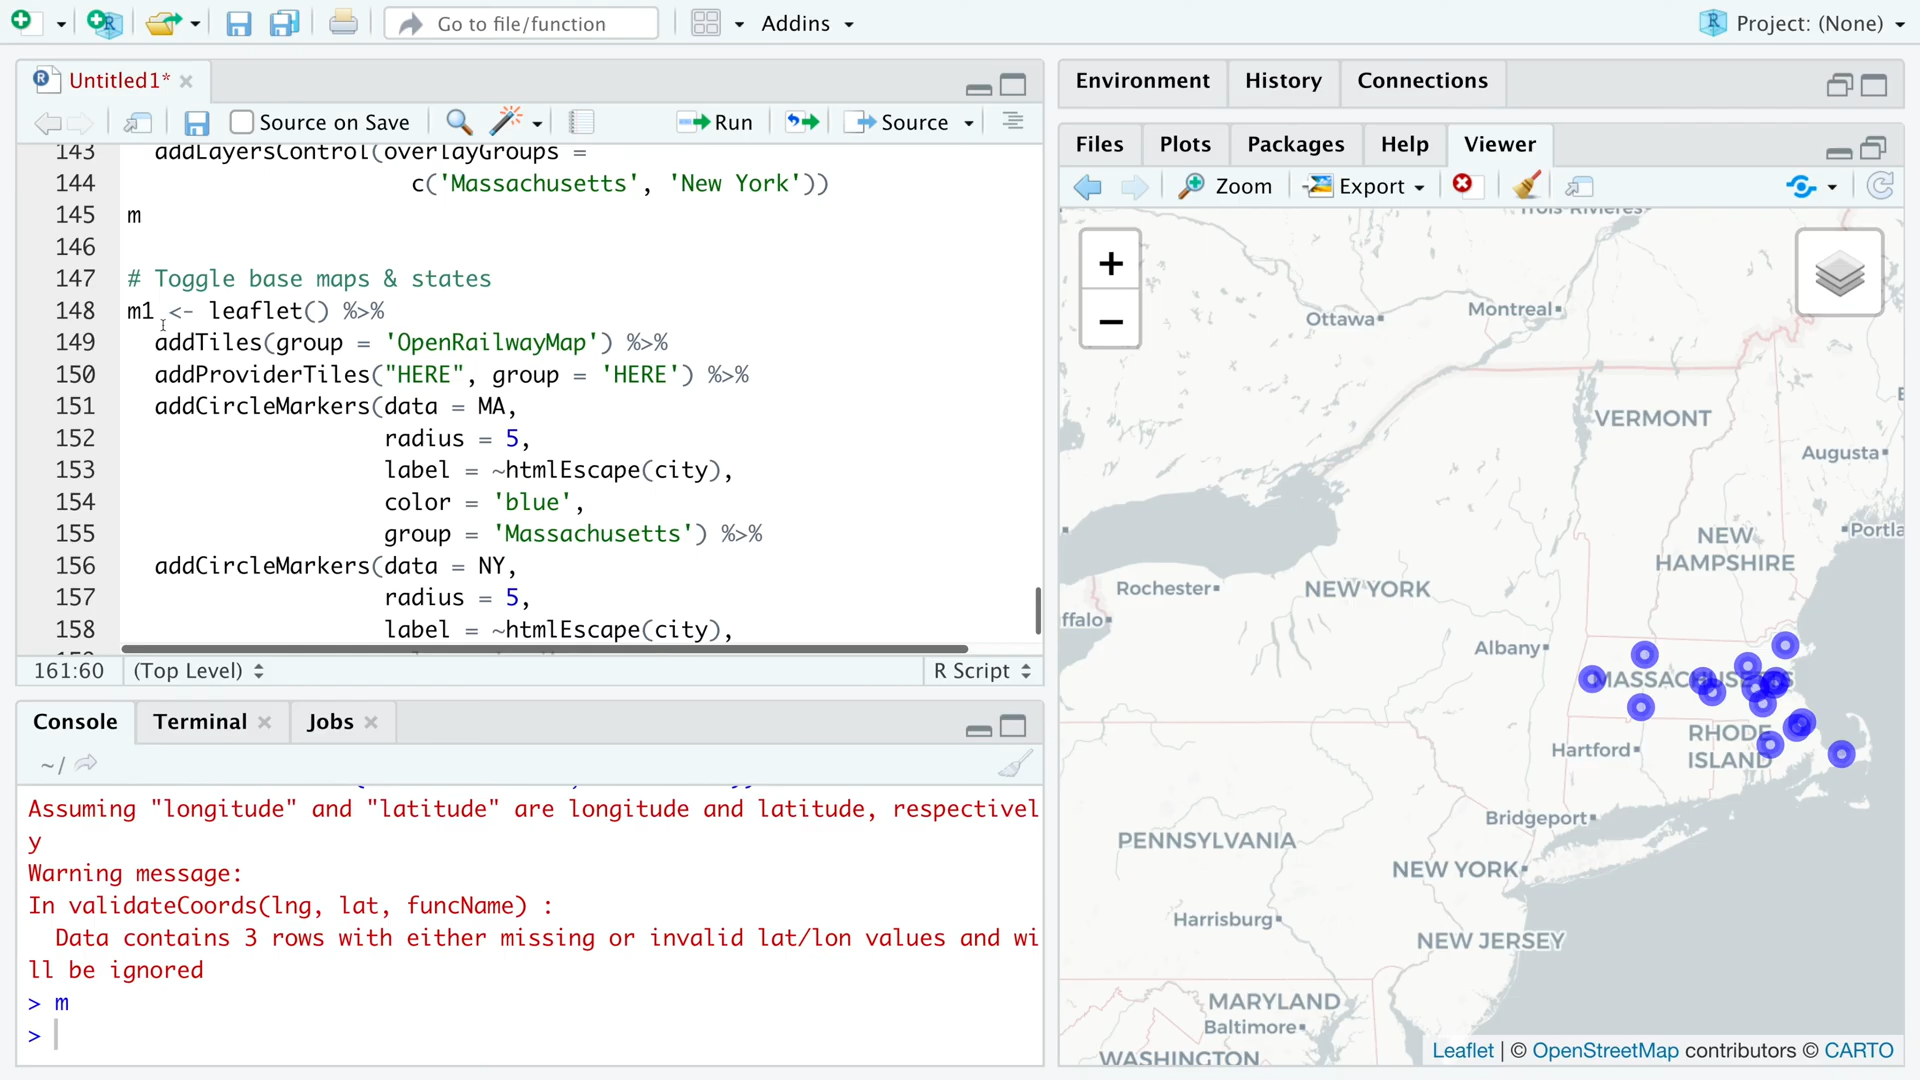 Go to file/function
Addins
Project: (None)
Untitled1*
Source on Save
Run
Source
143 addLayersControl(overlayGroups =
144 c('Massachusetts', 'New York'))
145 m
146
147 # Toggle base maps & states
148 m1 <- leaflet() %>%
149 addTiles(group = 'OpenRailwayMap') %>%
150 addProviderTiles("HERE", group = 'HERE') %>%
151 addCircleMarkers(data = MA,
152 radius = 5,
153 label = ~htmlEscape(city),
154 color = 'blue',
155 group = 'Massachusetts') %>%
156 addCircleMarkers(data = NY,
157 radius = 5,
158 label = ~htmlEscape(city),
161:60 (Top Level) R Script
Console Terminal Jobs
~/
Assuming "longitude" and "latitude" are longitude and latitude, respectivel
y
Warning message:
In validateCoords(lng, lat, funcName) :
Data contains 3 rows with either missing or invalid lat/lon values and wi
ll be ignored
> m
>
Environment History Connections
Files Plots Packages Help Viewer
Zoom Export
+
−
Trois-Rivières
Montreal
Ottawa
VERMONT
Augusta
Portla
NEW
HAMPSHIRE
Rochester
NEW YORK
ffalo
Albany
MASSACHUSETTS
RHODE
ISLAND
Hartford
Bridgeport
PENNSYLVANIA
NEW YORK
Harrisburg
NEW JERSEY
MARYLAND
Baltimore
WASHINGTON
Leaflet | © OpenStreetMap contributors © CARTO